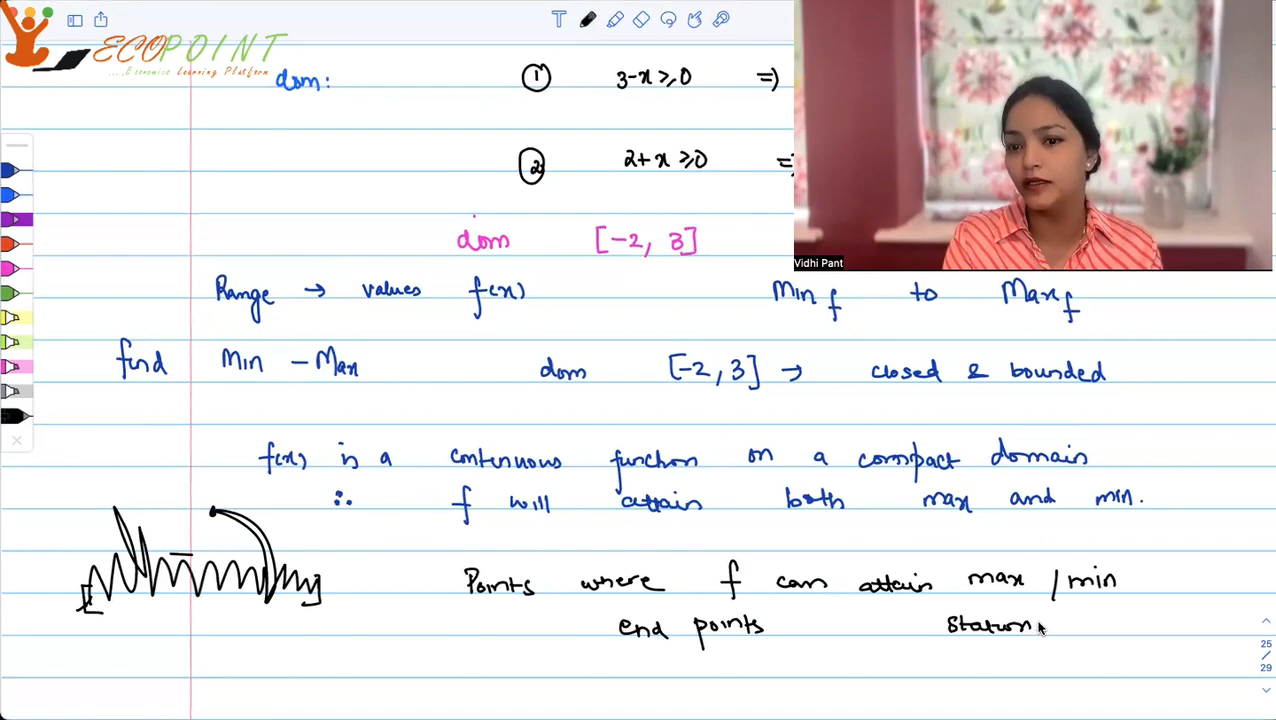 ECOPOINT
....Economics Learning Platform
dom:
① 3-x ≥ 0 =>
② 2+x ≥ 0 =>
dom [-2, 3]
Vidhi Pant
Range → values f(x) Min f to Max f
find Min - Max dom [-2, 3] → closed & bounded
f(x) is a continuous function on a compact domain
∴ f will attain both max and min.
Points where f can attain max / min
end points Station
25
/
29